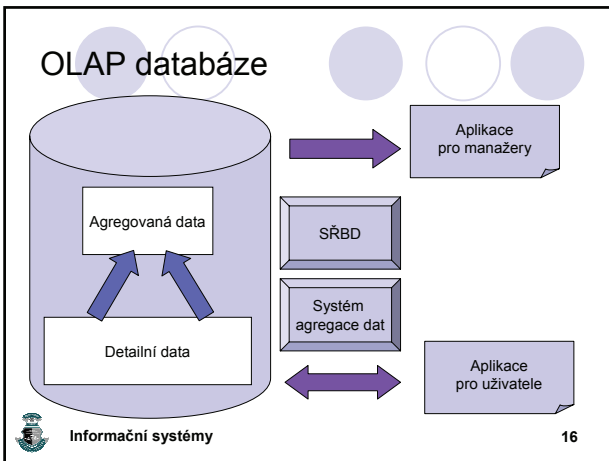 OLAP databáze
Aplikace
pro manažery
Agregovaná data
SŘBD
Systém
agregace dat
Detailní data
Aplikace
pro uživatele
Informační systémy
16